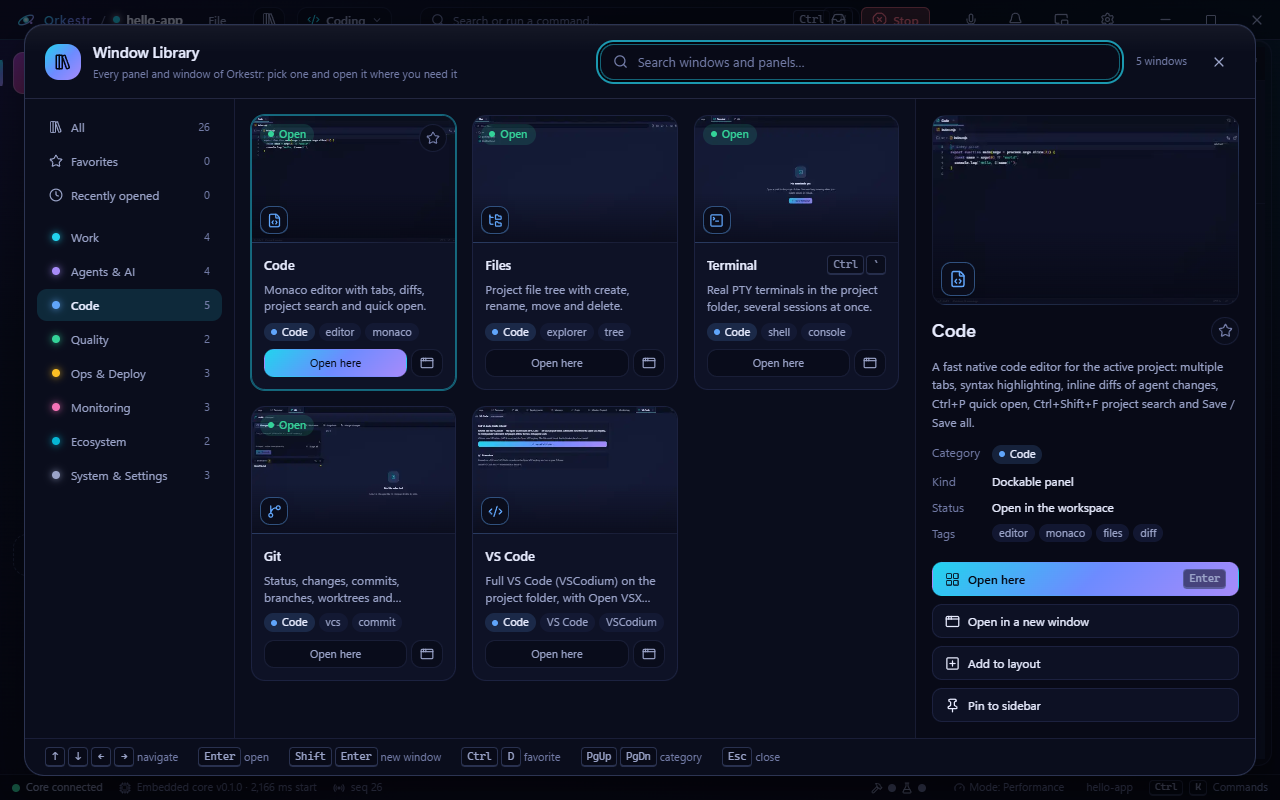 Orkestr / hello-app File Coding Search or run a command Ctrl Stop
Window Library
Every panel and window of Orkestr: pick one and open it where you need it
Search windows and panels...
5 windows
All 26
Favorites 0
Recently opened 0
Work 4
Agents & AI 4
Code 5
Quality 2
Ops & Deploy 3
Monitoring 3
Ecosystem 2
System & Settings 3
Open
Code
Monaco editor with tabs, diffs,
project search and quick open.
Code editor monaco
Open here
Open
Files
Project file tree with create,
rename, move and delete.
Code explorer tree
Open here
Open
Terminal Ctrl `
Real PTY terminals in the project
folder, several sessions at once.
Code shell console
Open here
Open
Git
Status, changes, commits,
branches, worktrees and...
Code vcs commit
Open here
VS Code
Full VS Code (VSCodium) on the
project folder, with Open VSX...
Code VS Code VSCodium
Open here
Code
A fast native code editor for the active project: multiple
tabs, syntax highlighting, inline diffs of agent changes,
Ctrl+P quick open, Ctrl+Shift+F project search and Save /
Save all.
Category Code
Kind Dockable panel
Status Open in the workspace
Tags editor monaco files diff
Open here Enter
Open in a new window
Add to layout
Pin to sidebar
↑ ↓ ← → navigate Enter open Shift Enter new window Ctrl D favorite PgUp PgDn category Esc close
Core connected Embedded core v0.1.0 · 2,166 ms start seq 26 Mode: Performance hello-app Ctrl K Commands